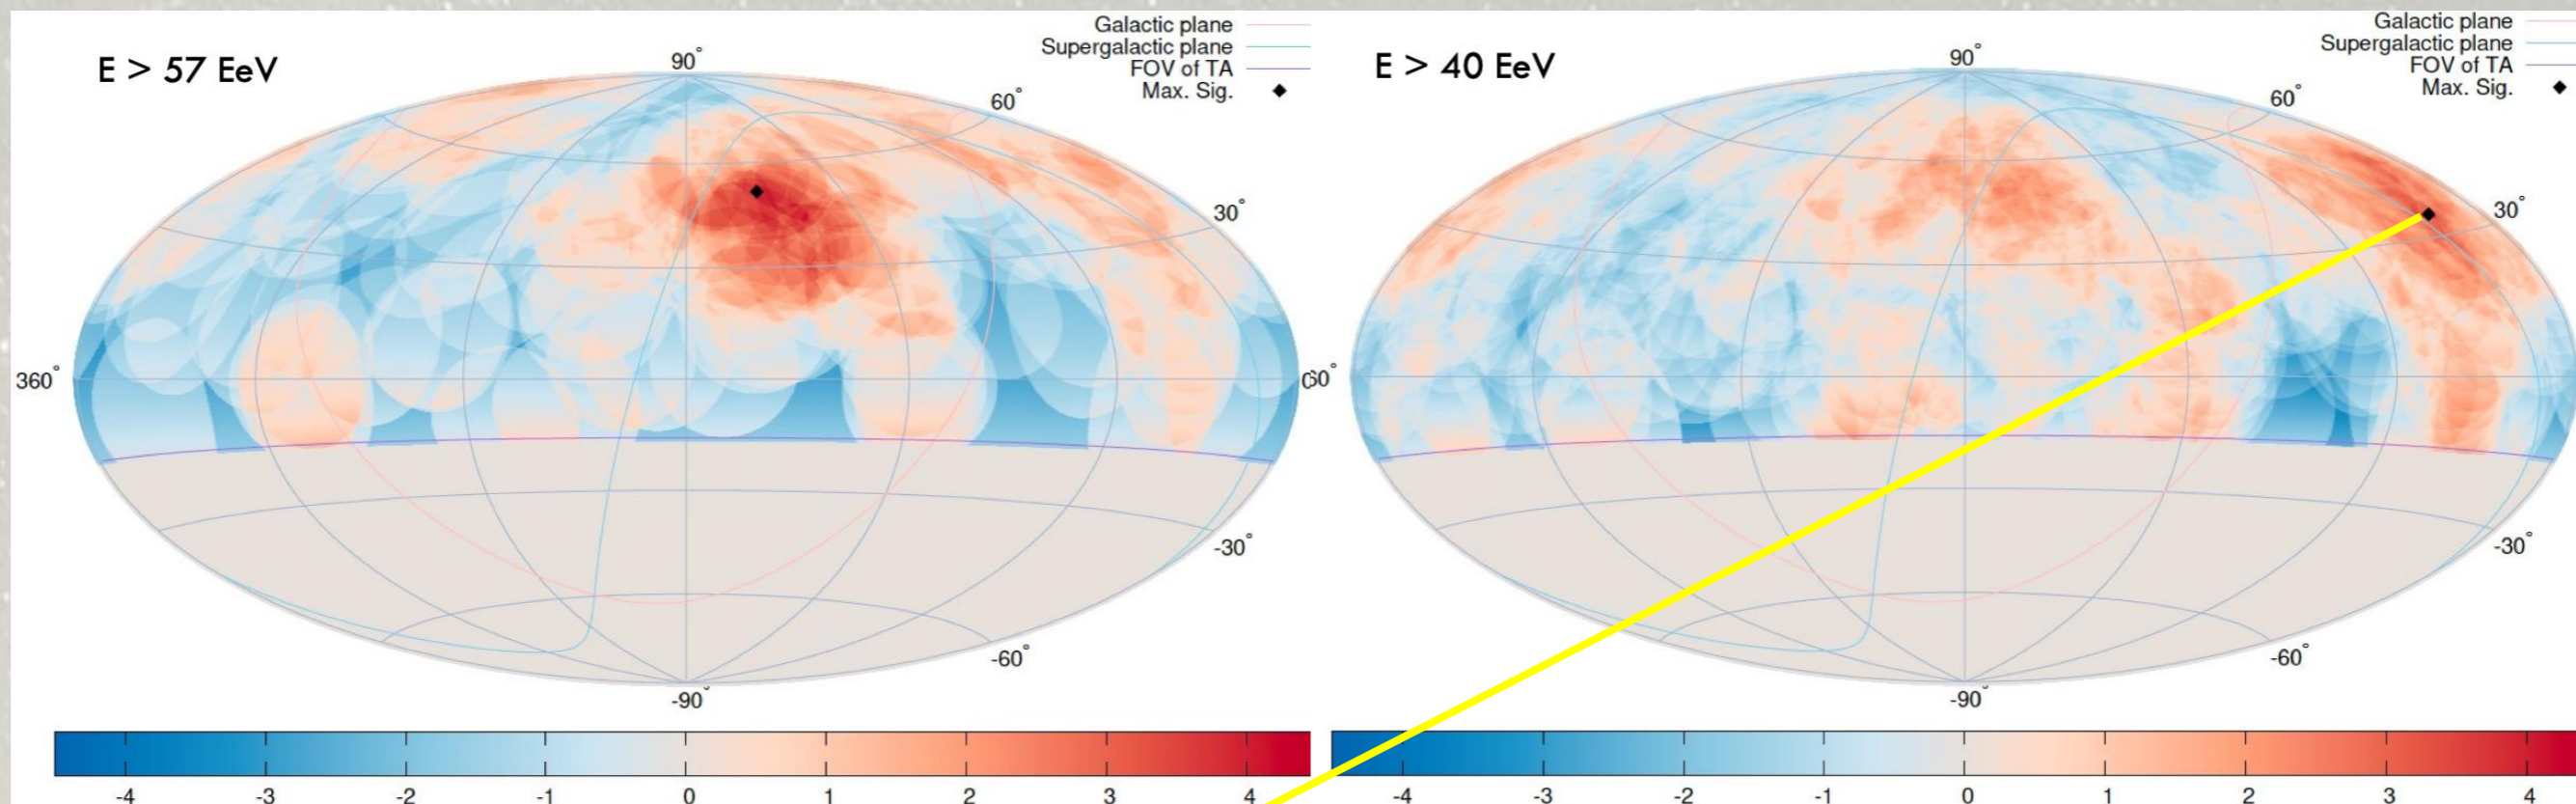 E > 57 EeV
Galactic plane
Supergalactic plane
FOV of TA
Max. Sig.
90°
60°
30°
360°
-30°
-60°
-90°
-4 -3 -2 -1 0 1 2 3 4
E > 40 EeV
Galactic plane
Supergalactic plane
FOV of TA
Max. Sig.
90°
60°
30°
60°
-30°
-60°
-90°
-4 -3 -2 -1 0 1 2 3 4